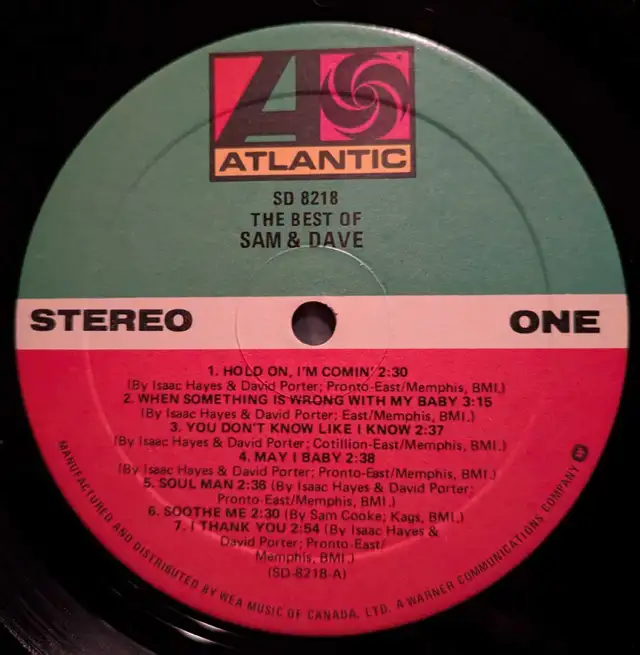 ATLANTIC
SD 8218
THE BEST OF
SAM & DAVE
STEREO
ONE
1. HOLD ON, I'M COMIN' 2:30
(By Isaac Hayes & David Porter; Pronto-East/Memphis, BMI.)
2. WHEN SOMETHING IS WRONG WITH MY BABY 3:15
(By Isaac Hayes & David Porter; East/Memphis, BMI.)
3. YOU DON'T KNOW LIKE I KNOW 2:37
(By Isaac Hayes & David Porter; Cotillion-East/Memphis, BMI.)
4. MAY I BABY 2:38
(By Isaac Hayes & David Porter; Pronto-East/Memphis, BMI.)
5. SOUL MAN 2:36 (By Isaac Hayes & David Porter;
Pronto-East/Memphis, BMI.)
6. SOOTHE ME 2:30 (By Sam Cooke; Kags, BMI.)
7. I THANK YOU 2:54 (By Isaac Hayes &
David Porter; Pronto-East/
Memphis, BMI.)
(SD-8218-A)
MANUFACTURED AND DISTRIBUTED BY WEA MUSIC OF CANADA, LTD. A WARNER COMMUNICATIONS COMPANY